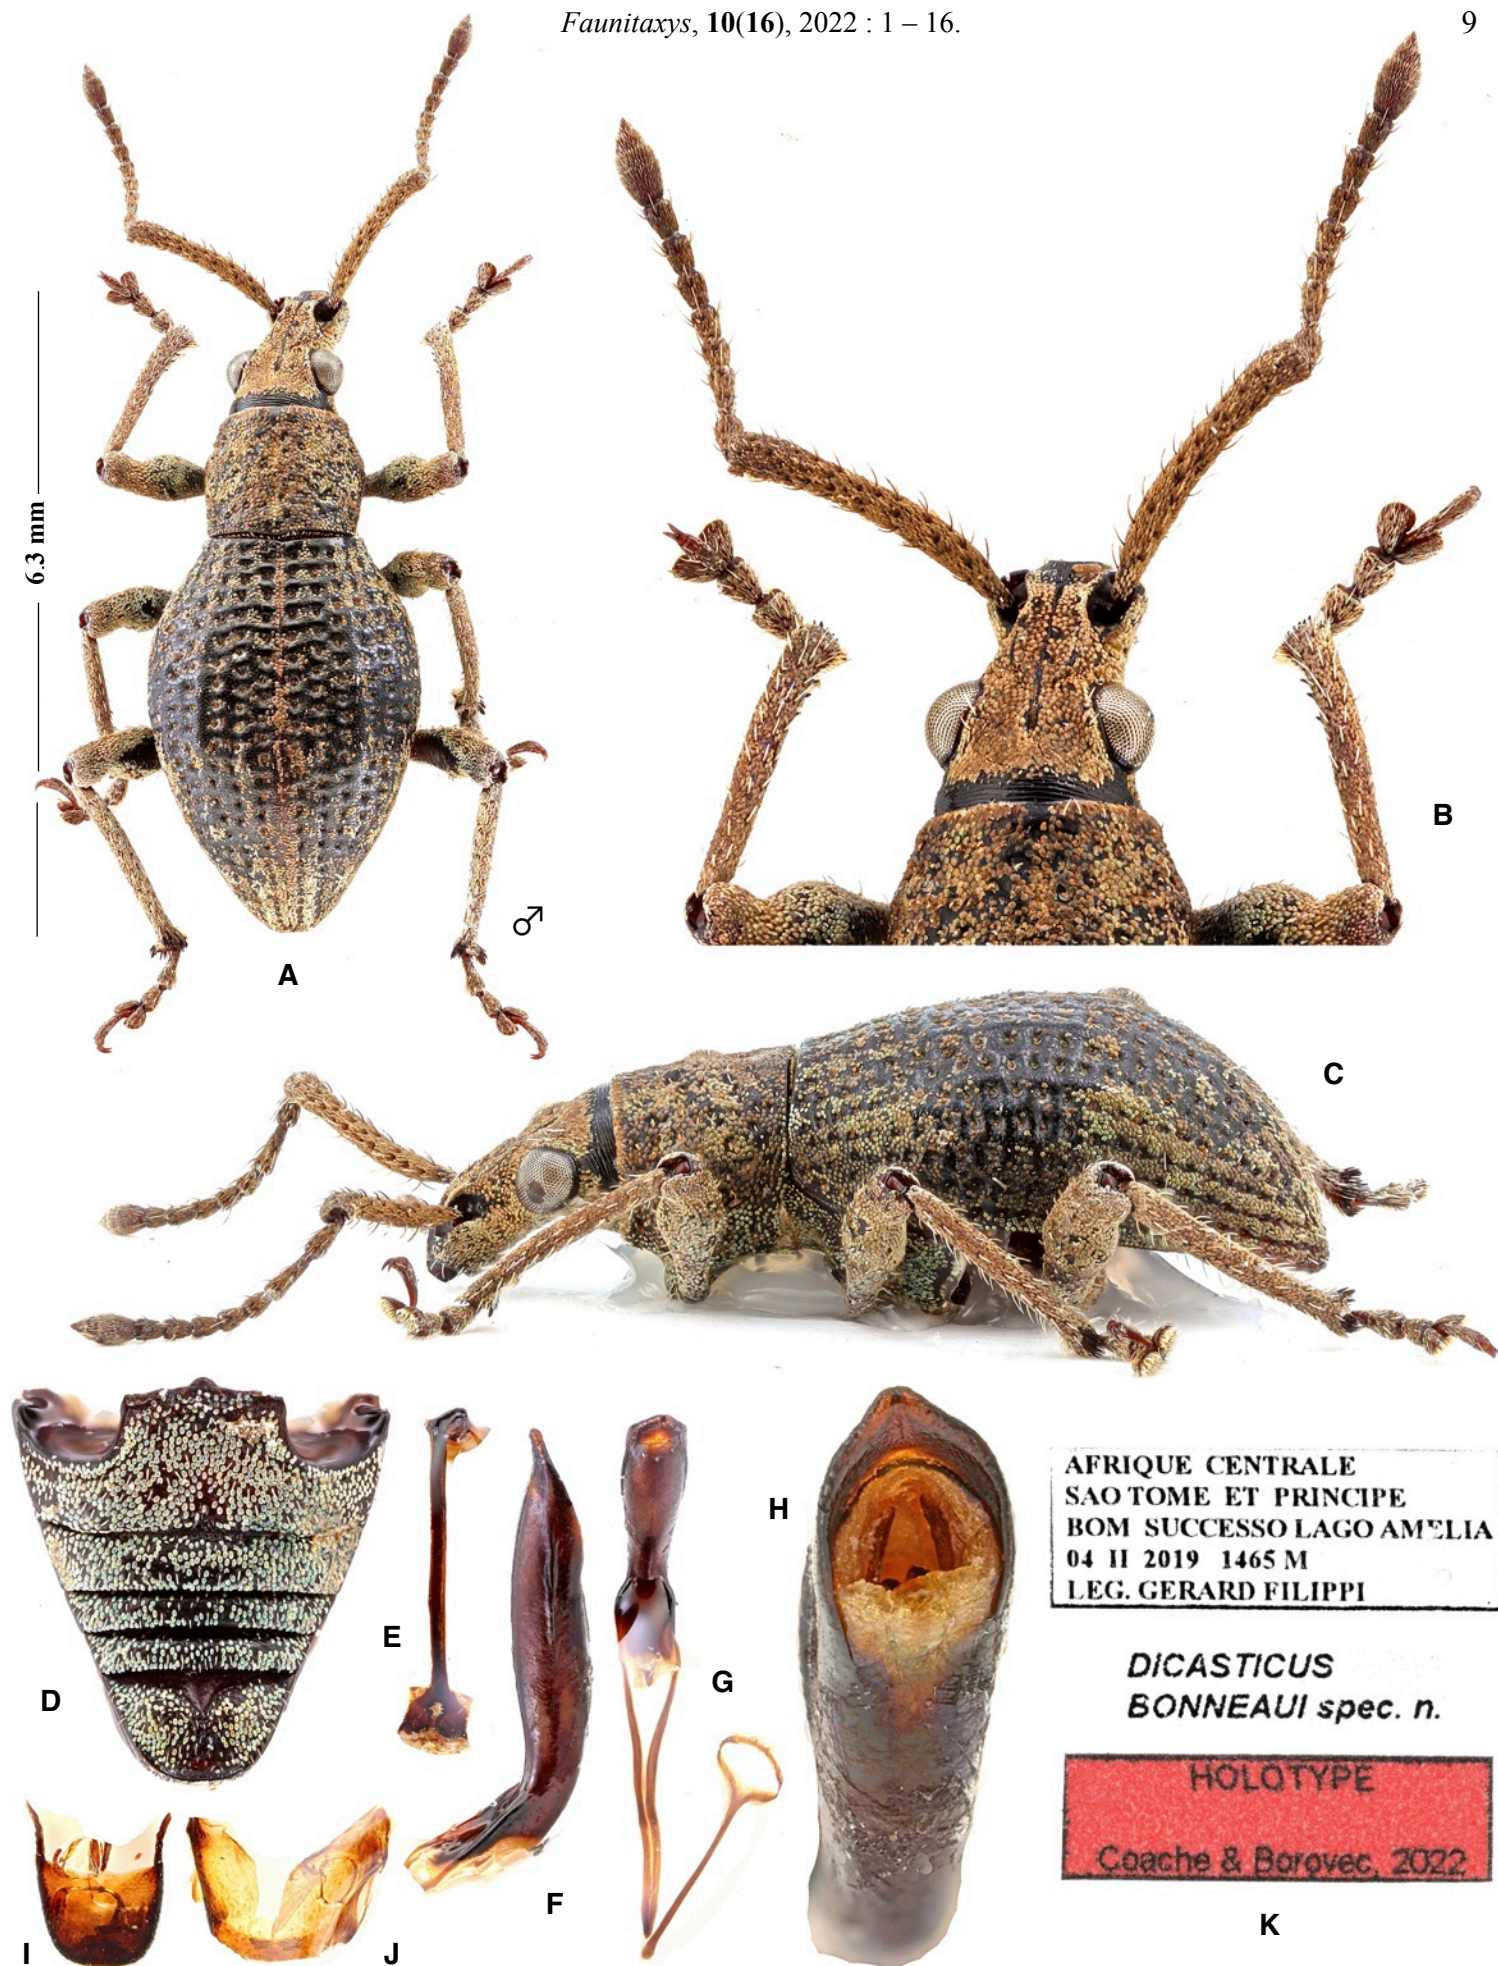 Faunitaxys, 10(16), 2022 : 1 – 16.
9
6.3 mm
♂
A
B
C
D
E
F
G
H
AFRIQUE CENTRALE
SAO TOME ET PRINCIPE
BOM SUCCESSO LAGO AMELIA
04 II 2019 1465 M
LEG. GERARD FILIPPI
DICASTICUS
BONNEAUI spec. n.
HOLOTYPE
Coache & Borovec, 2022
I
J
K